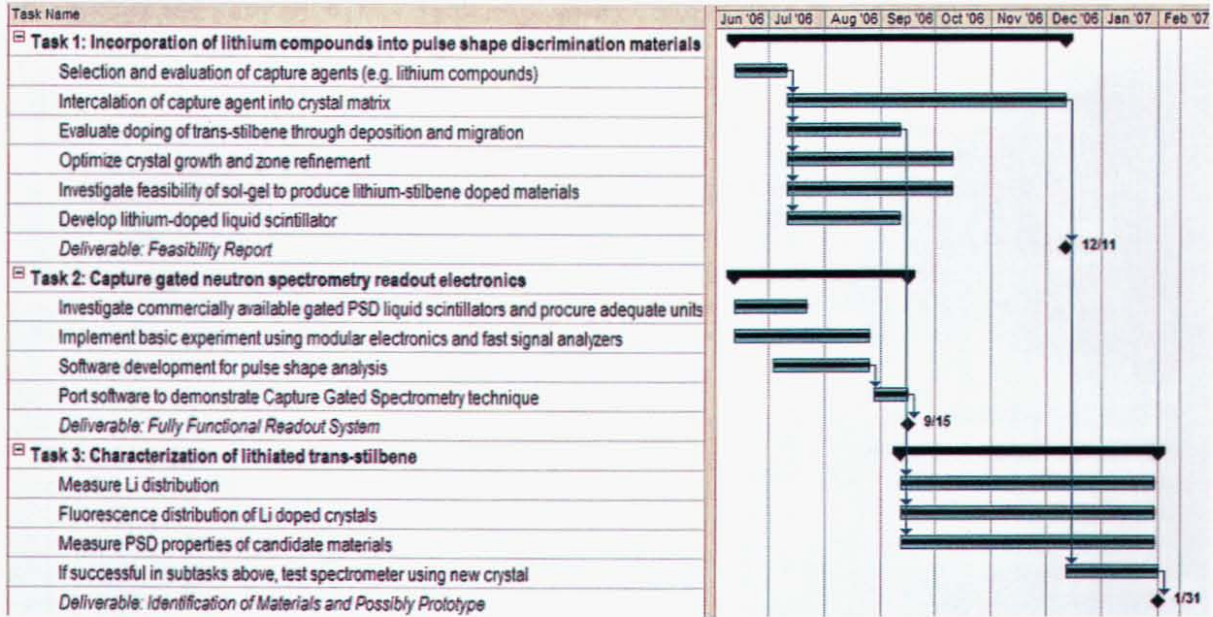 Task Name
Jun '06 Jul '06 Aug '06 Sep '06 Oct '06 Nov '06 Dec '06 Jan '07 Feb '07
Task 1: Incorporation of lithium compounds into pulse shape discrimination materials
Selection and evaluation of capture agents (e.g. lithium compounds)
Intercalation of capture agent into crystal matrix
Evaluate doping of trans-stilbene through deposition and migration
Optimize crystal growth and zone refinement
Investigate feasibility of sol-gel to produce lithium-stilbene doped materials
Develop lithium-doped liquid scintillator
Deliverable: Feasibility Report
12/11
Task 2: Capture gated neutron spectrometry readout electronics
Investigate commercially available gated PSD liquid scintillators and procure adequate units
Implement basic experiment using modular electronics and fast signal analyzers
Software development for pulse shape analysis
Port software to demonstrate Capture Gated Spectrometry technique
Deliverable: Fully Functional Readout System
9/15
Task 3: Characterization of lithiated trans-stilbene
Measure Li distribution
Fluorescence distribution of Li doped crystals
Measure PSD properties of candidate materials
If successful in subtasks above, test spectrometer using new crystal
Deliverable: Identification of Materials and Possibly Prototype
1/31